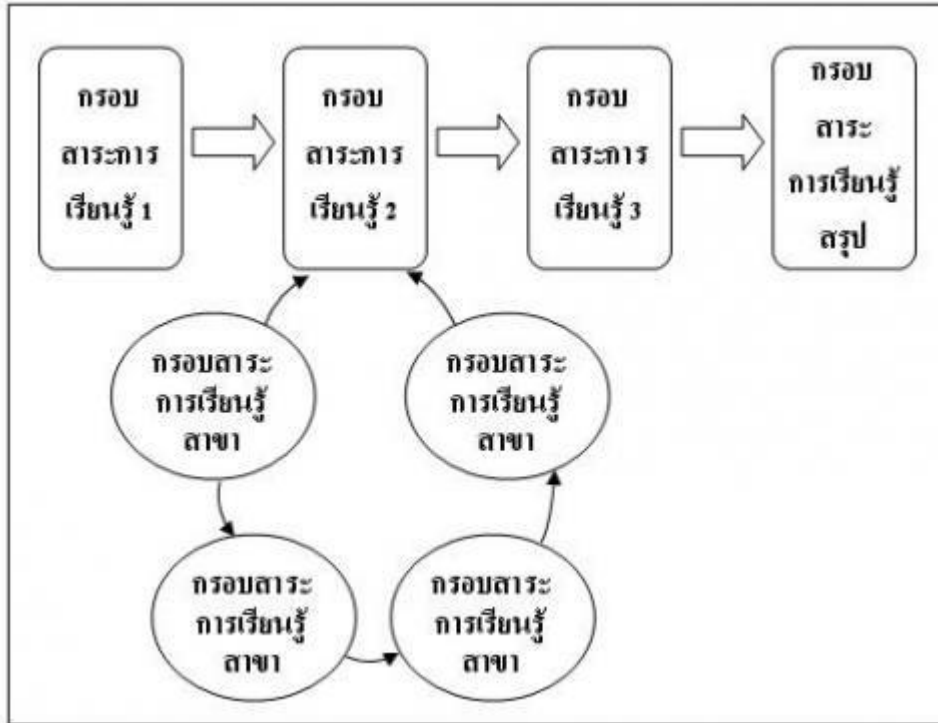 กรอบ
สาระการ
เรียนรู้ 1
กรอบ
สาระการ
เรียนรู้ 2
กรอบ
สาระการ
เรียนรู้ 3
กรอบ
สาระ
การเรียนรู้
สรุป
กรอบสาระ
การเรียนรู้
สาขา
กรอบสาระ
การเรียนรู้
สาขา
กรอบสาระ
การเรียนรู้
สาขา
กรอบสาระ
การเรียนรู้
สาขา